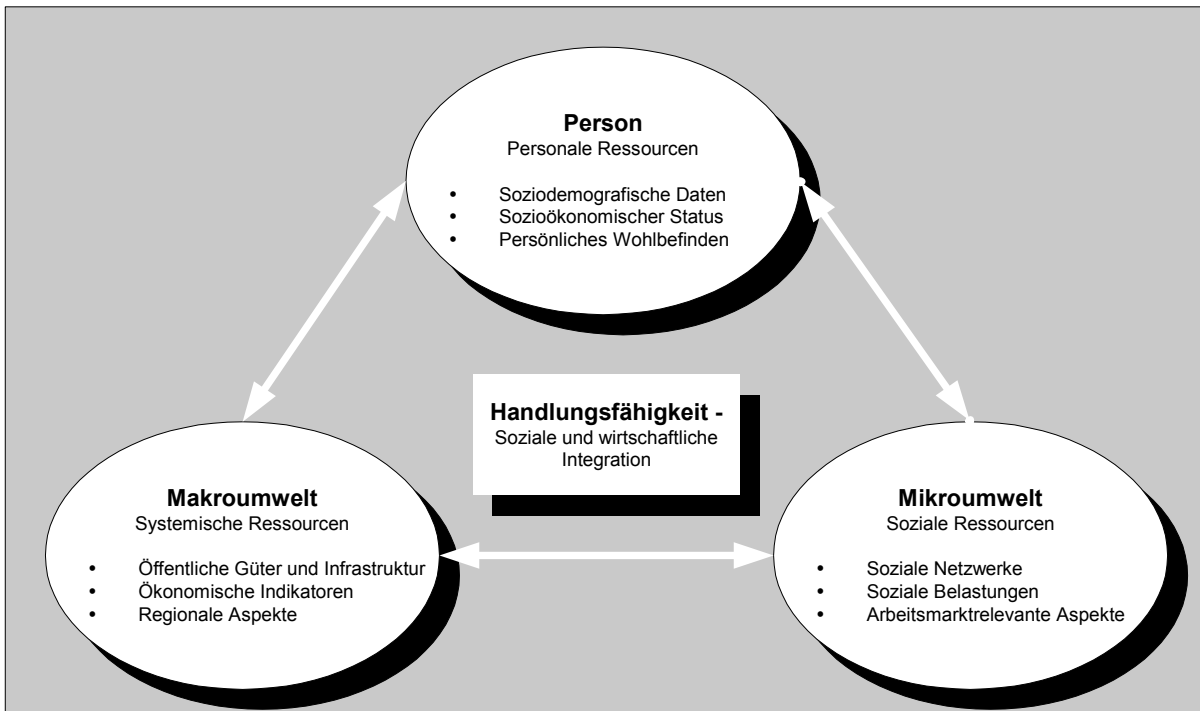 Person
Personale Ressourcen
• Soziodemografische Daten
• Sozioökonomischer Status
• Persönliches Wohlbefinden
Handlungsfähigkeit -
Soziale und wirtschaftliche
Integration
Makroumwelt
Systemische Ressourcen
• Öffentliche Güter und Infrastruktur
• Ökonomische Indikatoren
• Regionale Aspekte
Mikroumwelt
Soziale Ressourcen
• Soziale Netzwerke
• Soziale Belastungen
• Arbeitsmarktrelevante Aspekte